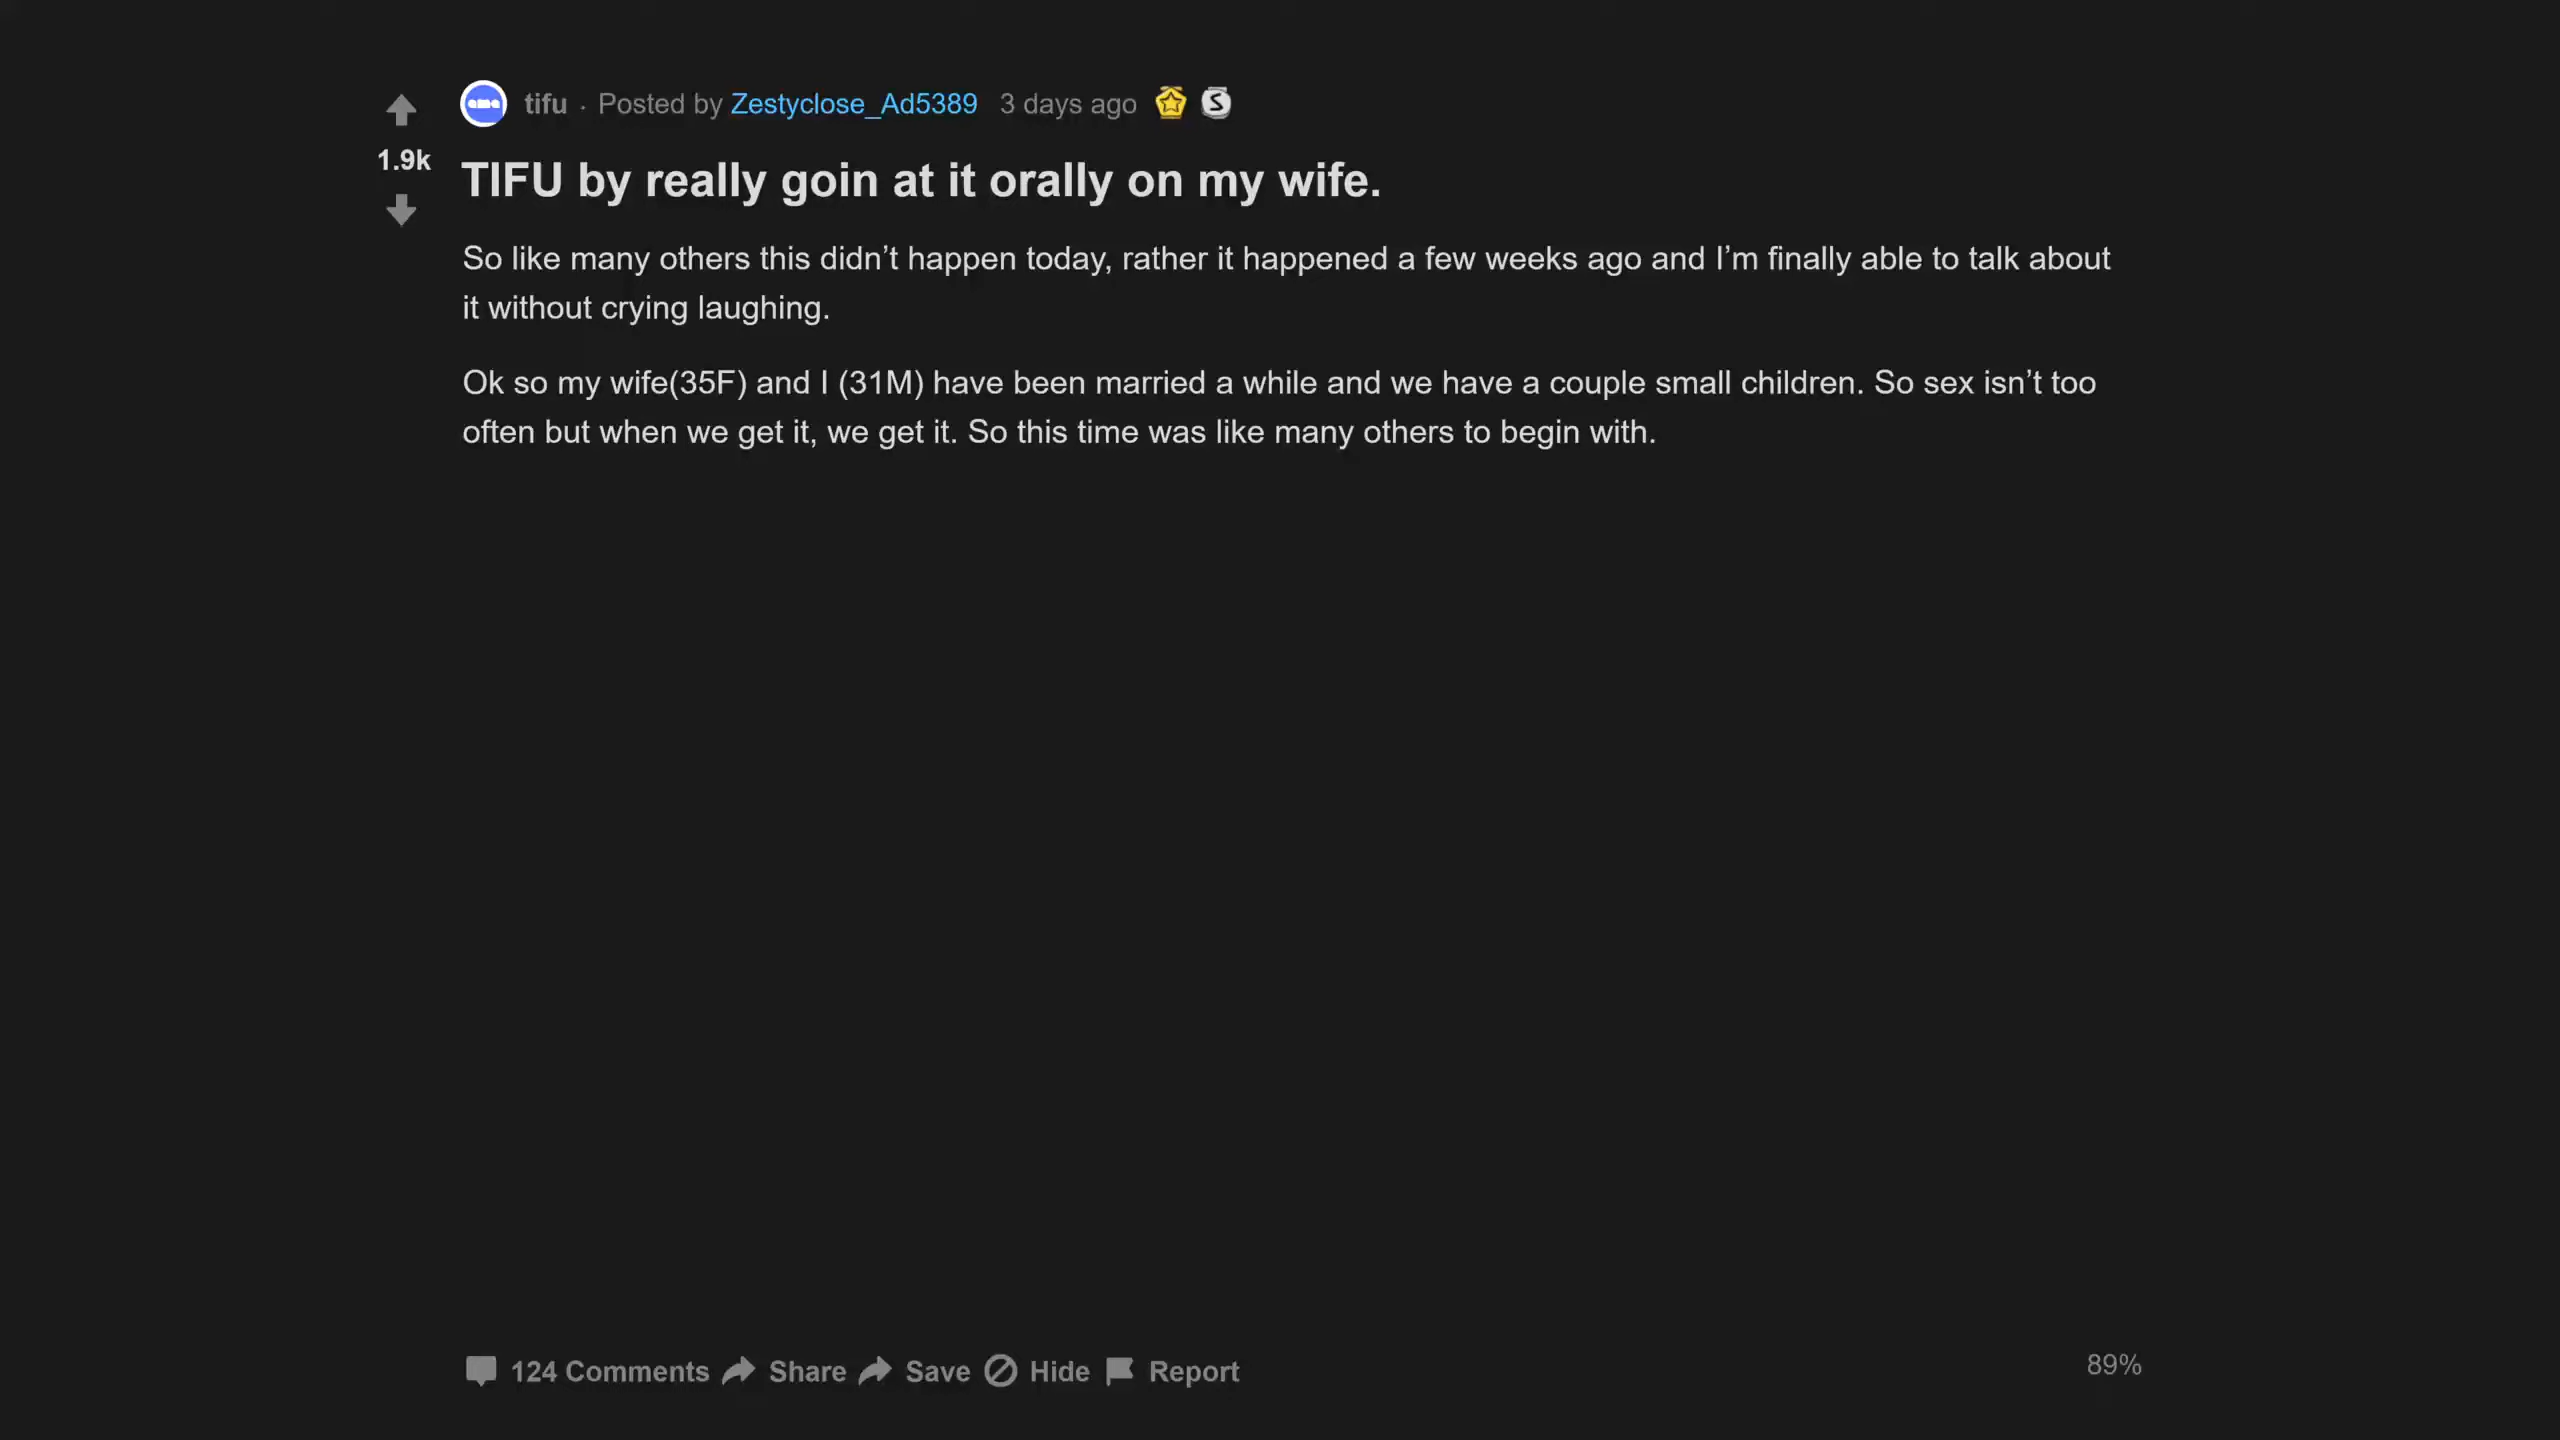 tifu · Posted by Zestyclose_Ad5389 3 days ago
1.9k
TIFU by really goin at it orally on my wife.
So like many others this didn’t happen today, rather it happened a few weeks ago and I’m finally able to talk about
it without crying laughing.
Ok so my wife(35F) and I (31M) have been married a while and we have a couple small children. So sex isn’t too
often but when we get it, we get it. So this time was like many others to begin with.
124 Comments Share Save Hide Report
89%